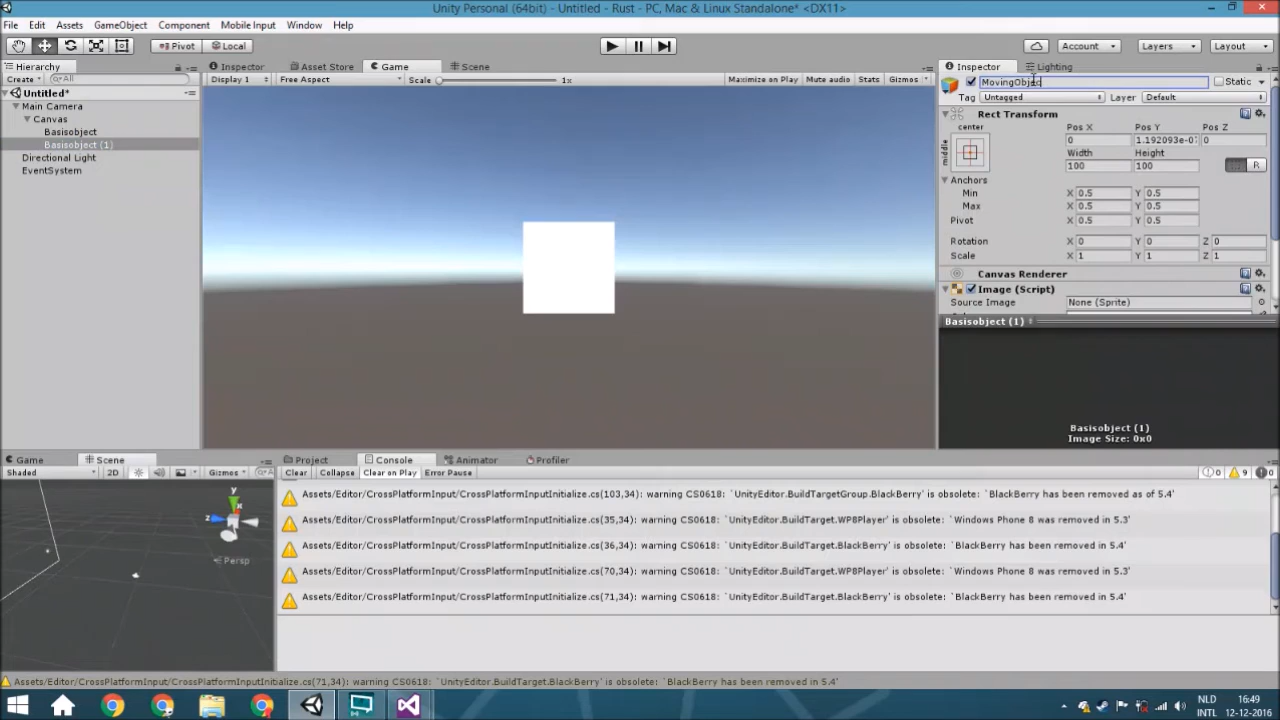 Unity Personal (64bit) - Untitled - Rust - PC, Mac & Linux Standalone* <DX11>
File Edit Assets GameObject Component Mobile Input Window Help
Pivot Local Account Layers Layout
Hierarchy Inspector Asset Store Game Scene Inspector Lighting
Create All Display 1 Free Aspect Scale 1x Maximize on Play Mute audio Stats Gizmos MovingObjec Static
Untitled*
Tag Untagged Layer Default
Main Camera
Rect Transform
Canvas
center Pos X Pos Y Pos Z
Basisobject
middle 0 1.192093e-0 0
Basisobject (1)
Width Height
Directional Light
100 100 R
EventSystem
Anchors
Min X 0.5 Y 0.5
Max X 0.5 Y 0.5
Pivot X 0.5 Y 0.5
Rotation X 0 Y 0 Z 0
Scale X 1 Y 1 Z 1
Canvas Renderer
Image (Script)
Source Image None (Sprite)
Basisobject (1)
Basisobject (1)
Image Size: 0x0
Game Scene Project Console Animator Profiler
Shaded 2D Gizmos Clear Collapse Clear on Play Error Pause 0 9 0
Assets/Editor/CrossPlatformInput/CrossPlatformInputInitialize.cs(103,34): warning CS0618: `UnityEditor.BuildTargetGroup.BlackBerry' is obsolete: `BlackBerry has been removed as of 5.4'
Assets/Editor/CrossPlatformInput/CrossPlatformInputInitialize.cs(35,34): warning CS0618: `UnityEditor.BuildTarget.WP8Player' is obsolete: `Windows Phone 8 was removed in 5.3'
Assets/Editor/CrossPlatformInput/CrossPlatformInputInitialize.cs(36,34): warning CS0618: `UnityEditor.BuildTarget.BlackBerry' is obsolete: `BlackBerry has been removed in 5.4'
Assets/Editor/CrossPlatformInput/CrossPlatformInputInitialize.cs(70,34): warning CS0618: `UnityEditor.BuildTarget.WP8Player' is obsolete: `Windows Phone 8 was removed in 5.3'
Assets/Editor/CrossPlatformInput/CrossPlatformInputInitialize.cs(71,34): warning CS0618: `UnityEditor.BuildTarget.BlackBerry' is obsolete: `BlackBerry has been removed in 5.4'
y
x
z
Persp
Assets/Editor/CrossPlatformInput/CrossPlatformInputInitialize.cs(71,34): warning CS0618: `UnityEditor.BuildTarget.BlackBerry' is obsolete: `BlackBerry has been removed in 5.4'
NLD 16:49
INTL 12-12-2016